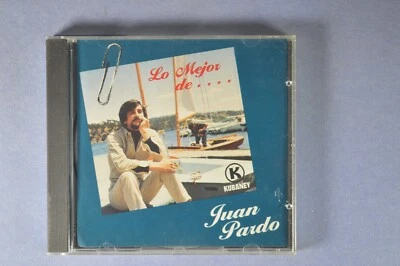 Lo Mejor
de....
K
KUBANEY
Juan
Pardo